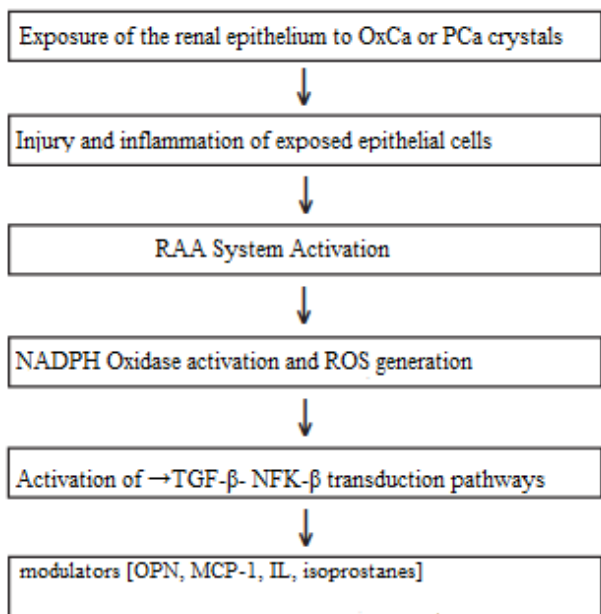 Exposure of the renal epithelium to OxCa or PCa crystals
Injury and inflammation of exposed epithelial cells
RAA System Activation
NADPH Oxidase activation and ROS generation
Activation of →TGF-β- NFK-β transduction pathways
modulators [OPN, MCP-1, IL, isoprostanes]